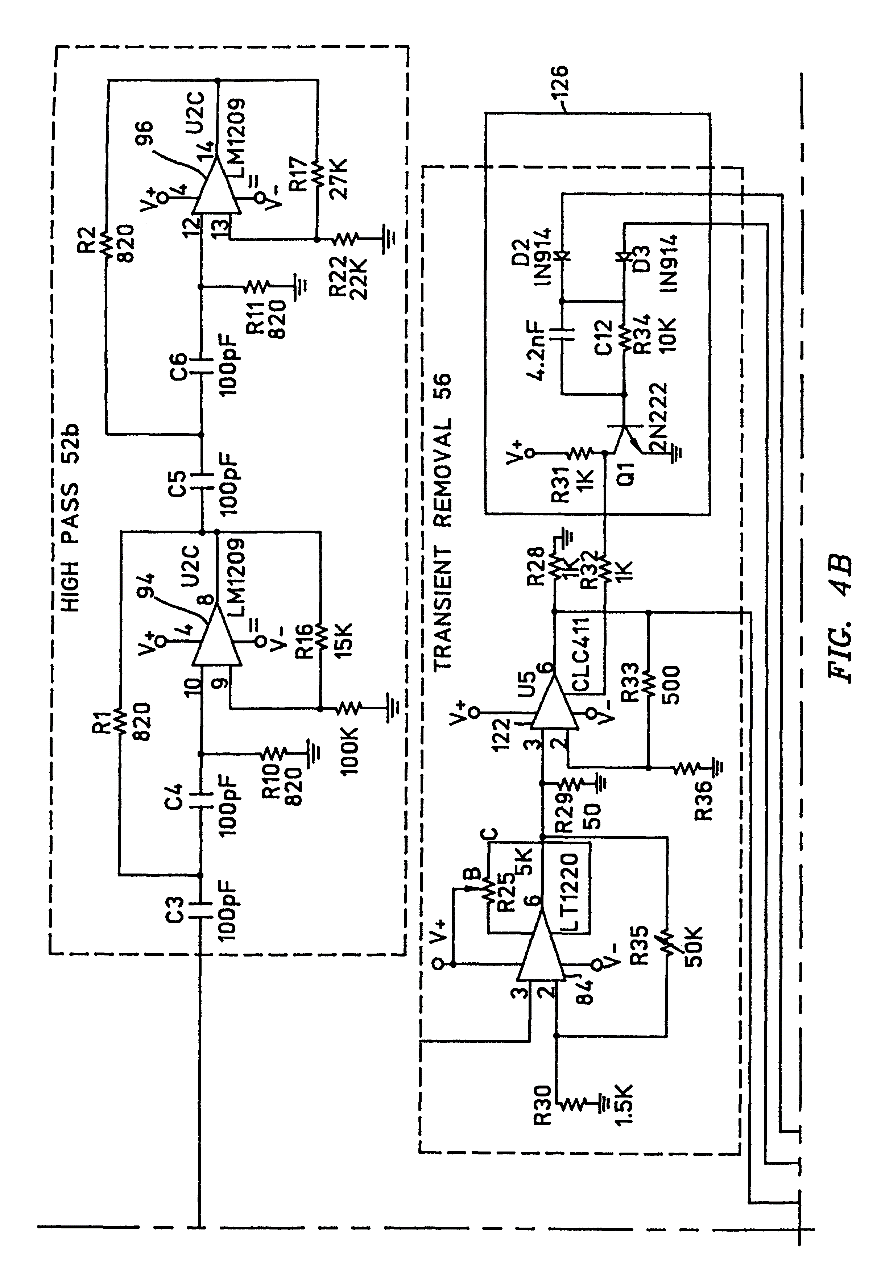 HIGH PASS 52b
C3
100pF
R1
820
C4
100pF
R10
820
10
9
V+
4
94
8
U2C
LM1209
11
V-
R16
15K
100K
C5
100pF
R2
820
C6
100pF
R11
820
12
13
V+
4
96
14
U2C
LM1209
11
V-
R17
27K
R22
22K
TRANSIENT REMOVAL 56
R30
1.5K
3
2
V+
84
V-
B
C
R25
5K
6
LT1220
R35
50K
R29
50
V+
122
3
2
U5
6
CLC411
V-
R33
500
R36
R28
1K
R32
1K
V+
R31
1K
Q1
2N222
4.2nF
C12
R34
10K
D2
IN914
D3
IN914
126
FIG. 4B